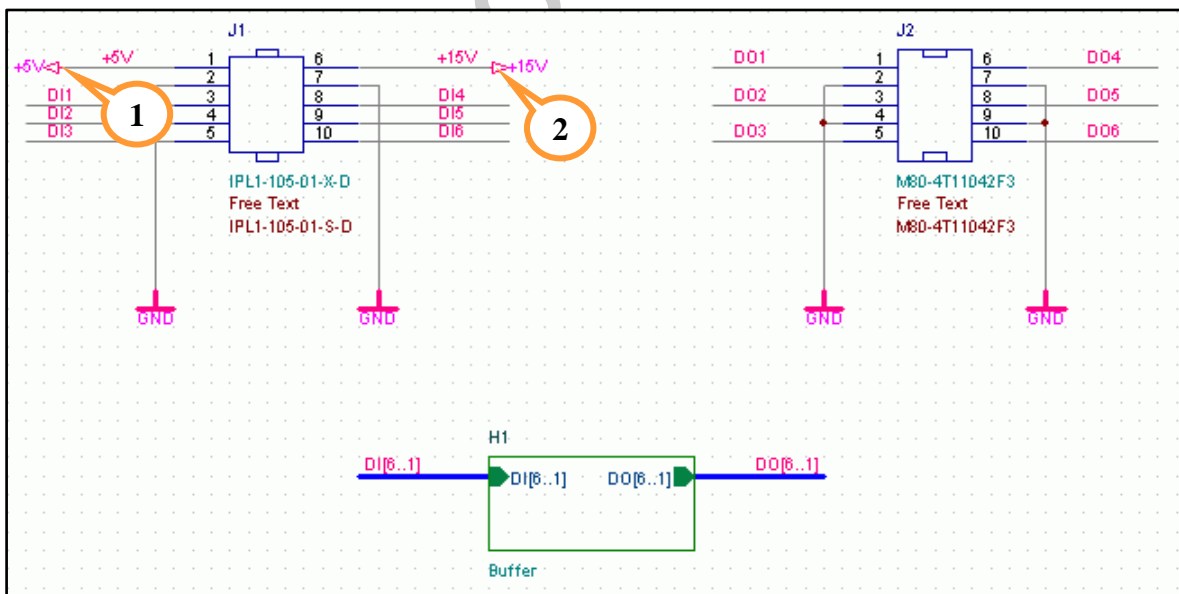 J1
J2
+5V +5V 1 6 +15V +15V
2 7
DI1 3 8 DI4
DI2 4 9 DI5
DI3 5 10 DI6
1
2
DO1 1 6 DO4
2 7
DO2 3 8 DO5
4 9
DO3 5 10 DO6
IPL1-105-01-X-D
Free Text
IPL1-105-01-S-D
M80-4T11042F3
Free Text
M80-4T11042F3
GND GND GND GND
H1
DI[6..1] DO[6..1]
DI[6..1] DO[6..1]
Buffer